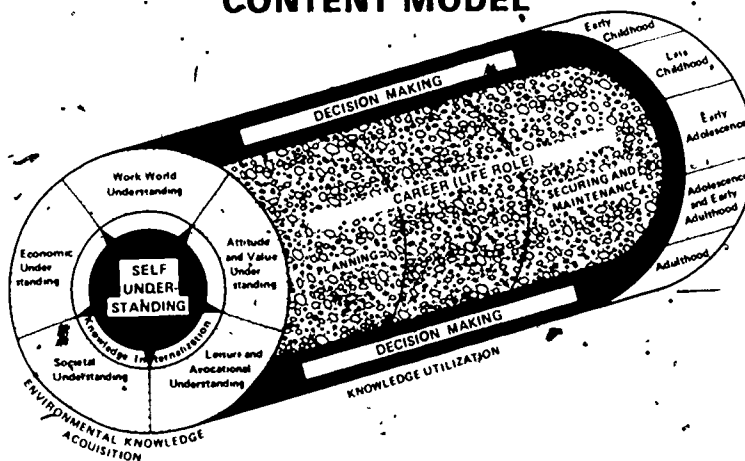 CONTENT MODEL
Early
Childhood
Late
Childhood
Early
Adolescence
Adolescence
and Early
Adulthood
Adulthood
DECISION MAKING
CAREER (LIFE ROLE)
SECURING AND
MAINTENANCE
PLANNING
DECISION MAKING
KNOWLEDGE UTILIZATION
Work World
Understanding
Economic
Under
standing
Attitude
and Value
Under
standing
SELF
UNDER-
STANDING
Knowledge Internalization
Societal
Understanding
Leisure and
Avocational
Understanding
ENVIRONMENTAL KNOWLEDGE
ACQUISITION